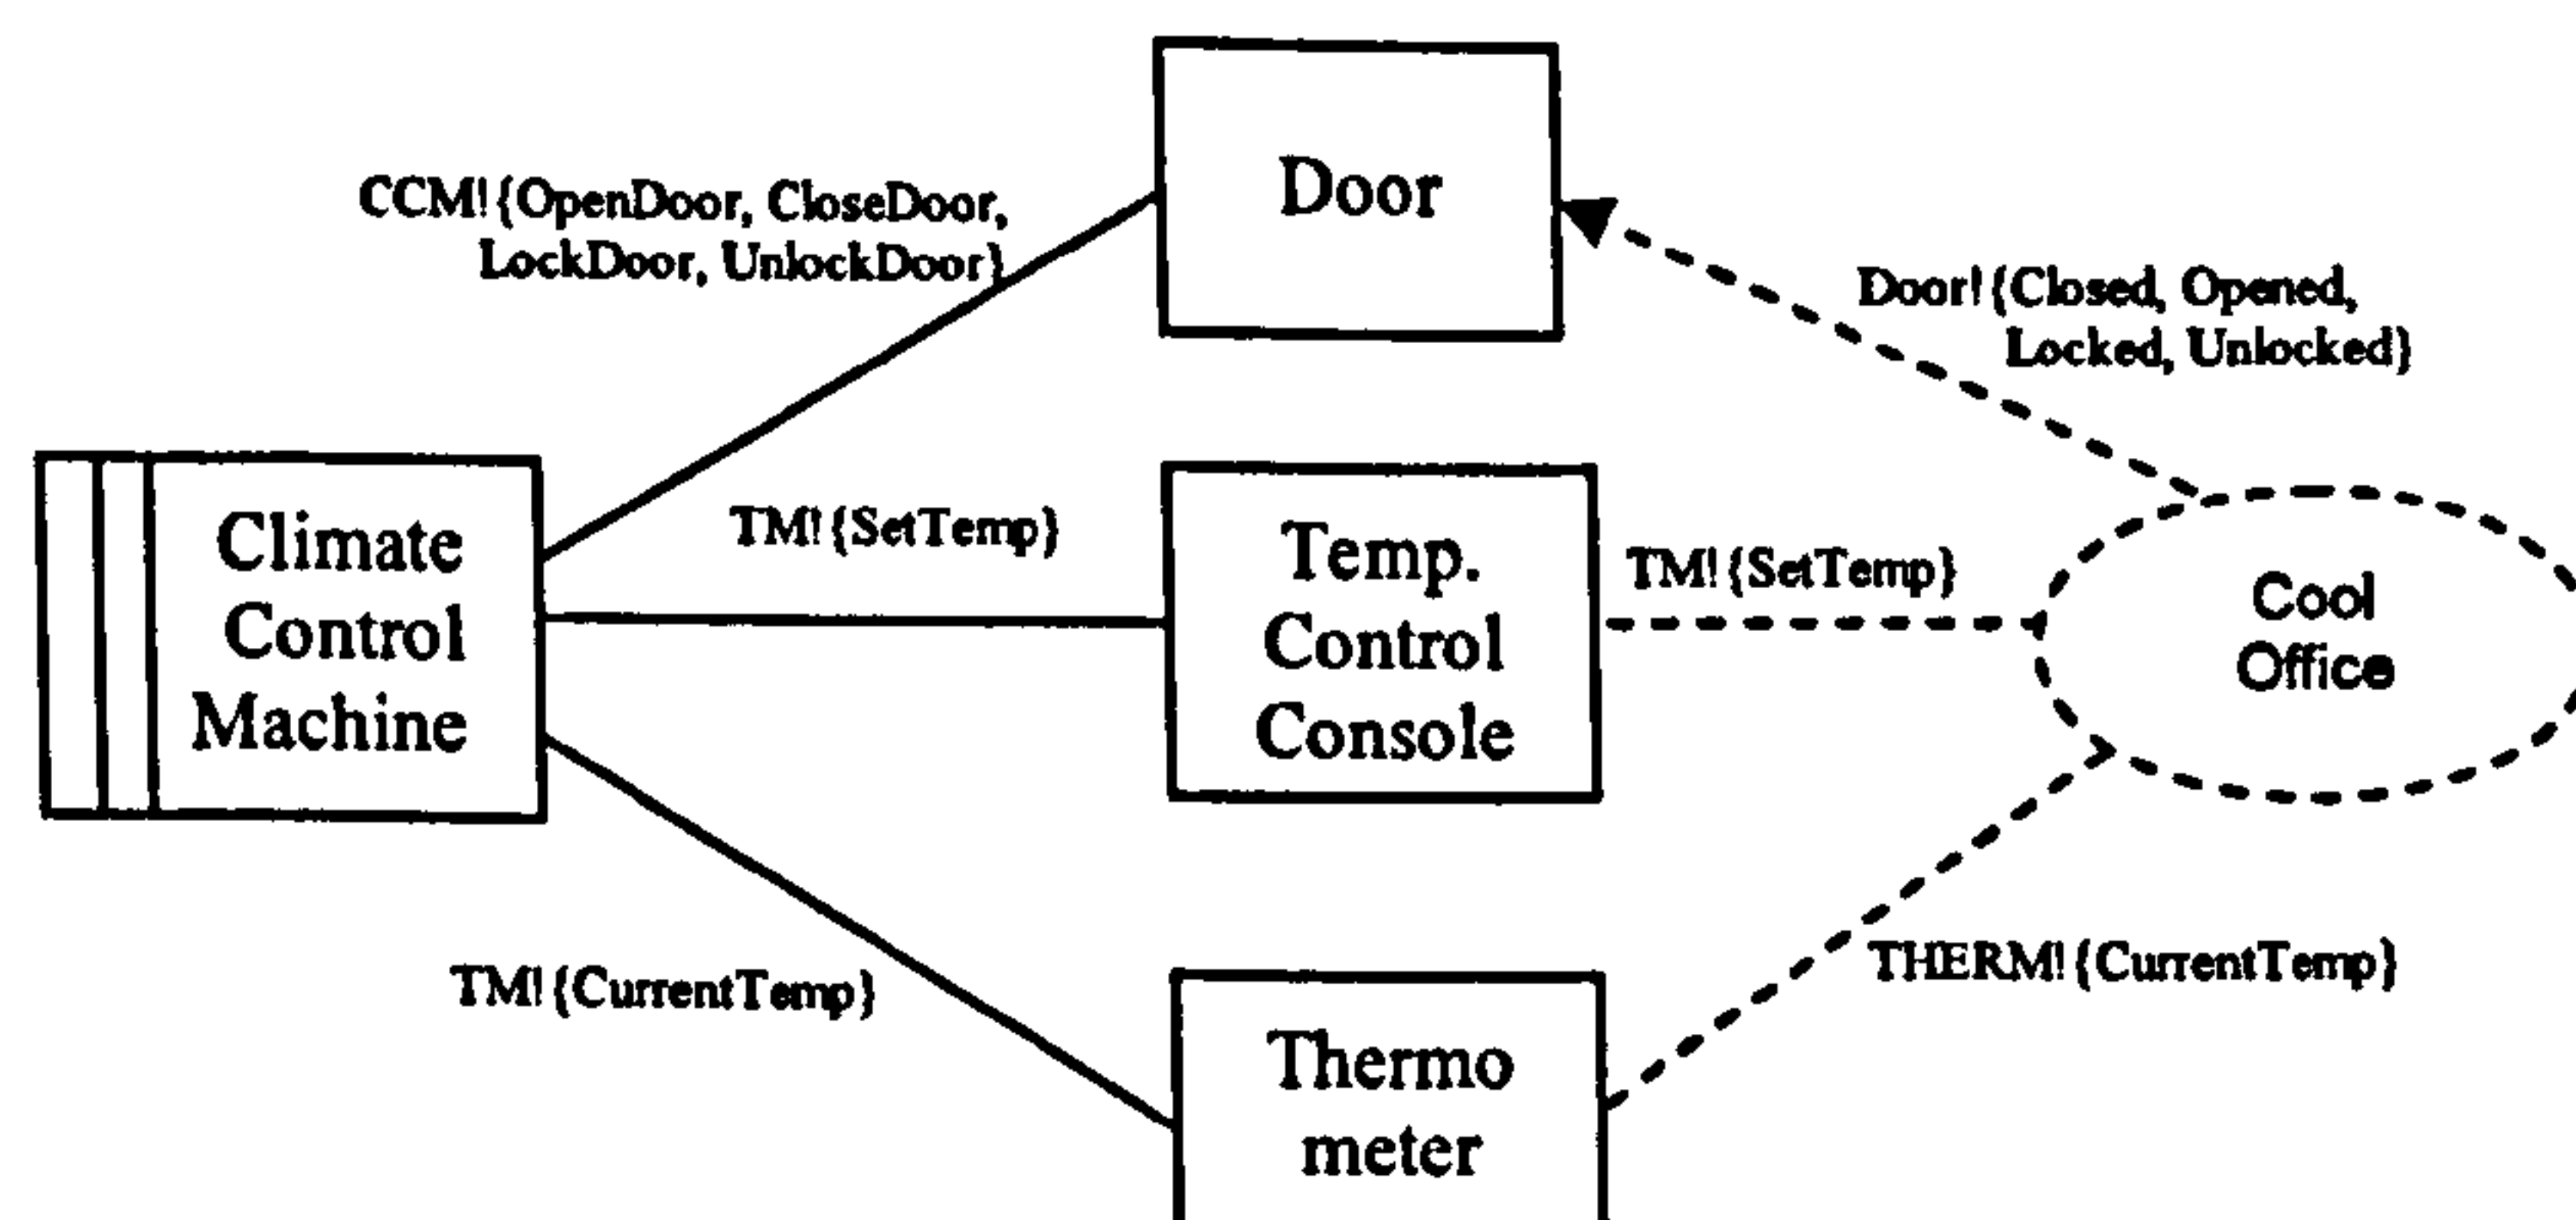 Door
CCM!{OpenDoor, CloseDoor,
LockDoor, UnlockDoor}
Door!{Closed, Opened,
Locked, Unlocked}
Climate
Control
Machine
TM!{SetTemp}
Temp.
Control
Console
TM!{SetTemp}
Cool
Office
TM!{CurrentTemp}
THERM!{CurrentTemp}
Thermo
meter